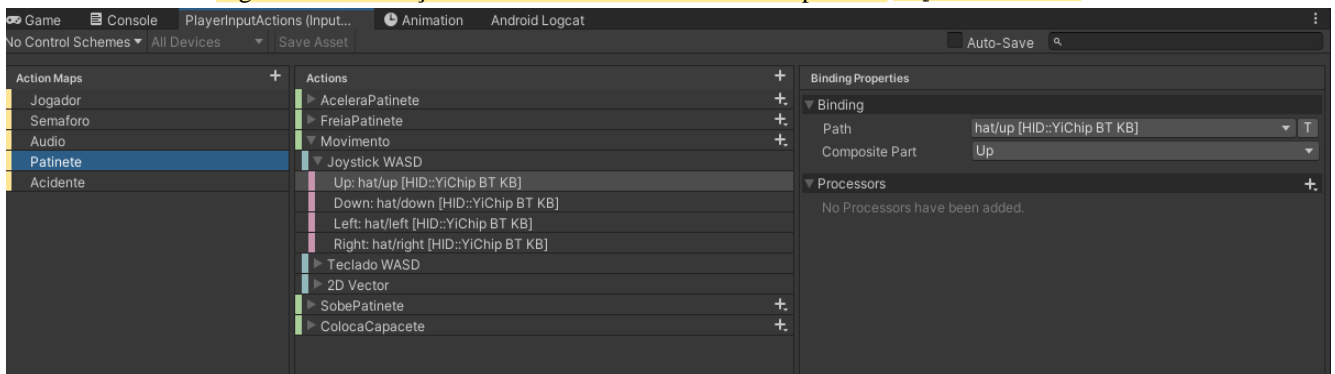 Game Console PlayerInputActions (Input... Animation Android Logcat
No Control Schemes All Devices Save Asset Auto-Save
Action Maps + Actions + Binding Properties
Jogador
Semaforo
Audio
Patinete
Acidente
AceleraPatinete +
FreiaPatinete +
Movimento +
Joystick WASD
Up: hat/up [HID::YiChip BT KB]
Down: hat/down [HID::YiChip BT KB]
Left: hat/left [HID::YiChip BT KB]
Right: hat/right [HID::YiChip BT KB]
Teclado WASD
2D Vector
SobePatinete +
ColocaCapacete +
Binding
Path hat/up [HID::YiChip BT KB] T
Composite Part Up
Processors +
No Processors have been added.